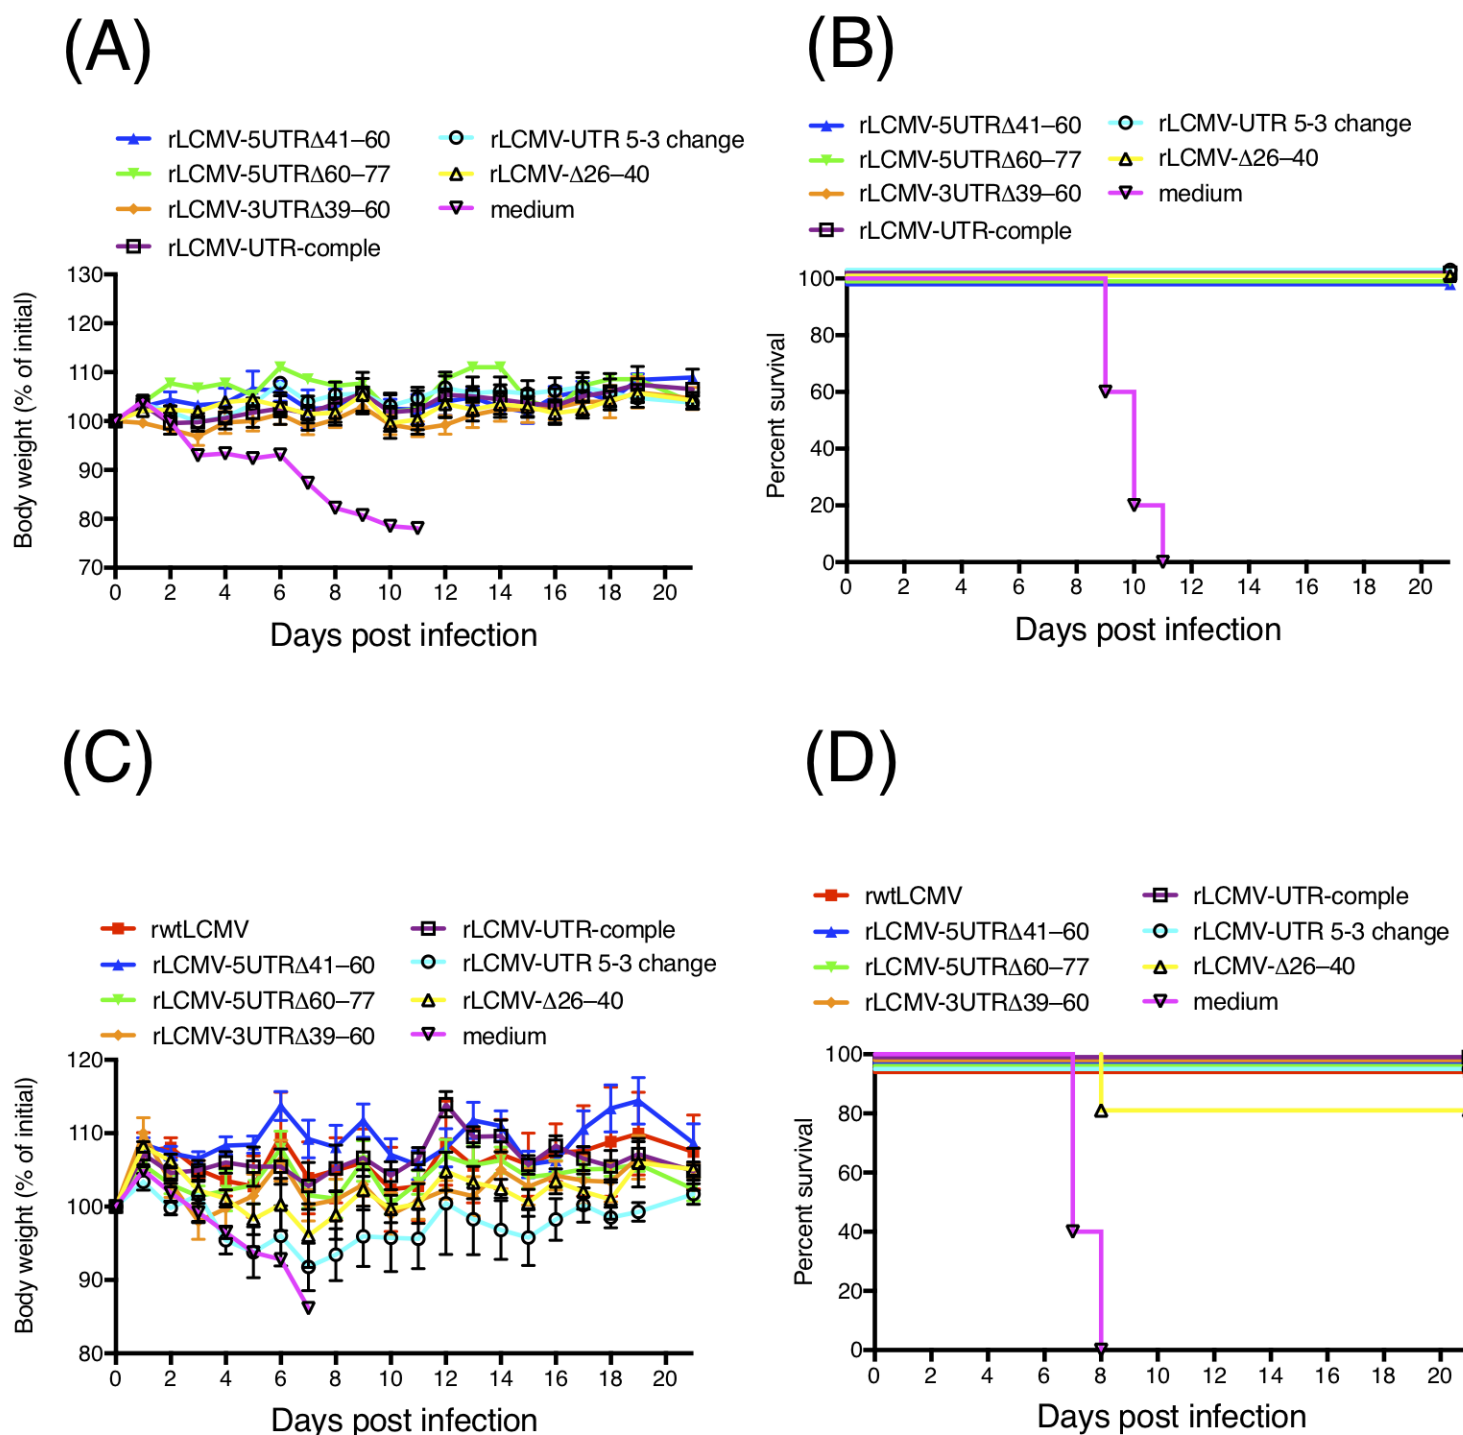 (A)
rLCMV-5UTRΔ41–60
rLCMV-5UTRΔ60–77
rLCMV-3UTRΔ39–60
rLCMV-UTR-comple
rLCMV-UTR 5-3 change
rLCMV-Δ26–40
medium
Body weight (% of initial)
130
120
110
100
90
80
70
0 2 4 6 8 10 12 14 16 18 20
Days post infection
(B)
rLCMV-5UTRΔ41–60
rLCMV-5UTRΔ60–77
rLCMV-3UTRΔ39–60
rLCMV-UTR-comple
rLCMV-UTR 5-3 change
rLCMV-Δ26–40
medium
Percent survival
100
80
60
40
20
0
0 2 4 6 8 10 12 14 16 18 20
Days post infection
(C)
rwtLCMV
rLCMV-5UTRΔ41–60
rLCMV-5UTRΔ60–77
rLCMV-3UTRΔ39–60
rLCMV-UTR-comple
rLCMV-UTR 5-3 change
rLCMV-Δ26–40
medium
Body weight (% of initial)
120
110
100
90
80
0 2 4 6 8 10 12 14 16 18 20
Days post infection
(D)
rwtLCMV
rLCMV-5UTRΔ41–60
rLCMV-5UTRΔ60–77
rLCMV-3UTRΔ39–60
rLCMV-UTR-comple
rLCMV-UTR 5-3 change
rLCMV-Δ26–40
medium
Percent survival
100
80
60
40
20
0
0 2 4 6 8 10 12 14 16 18 20
Days post infection